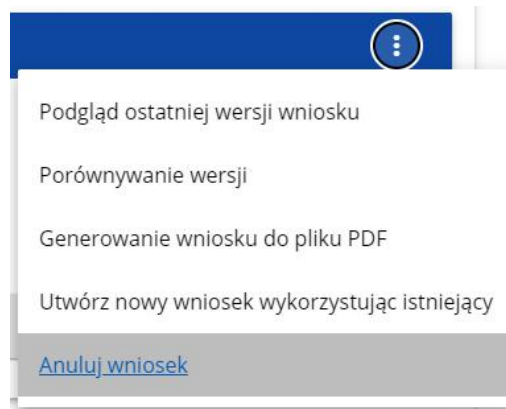 Podgląd ostatniej wersji wniosku
Porównywanie wersji
Generowanie wniosku do pliku PDF
Utwórz nowy wniosek wykorzystując istniejący
Anuluj wniosek